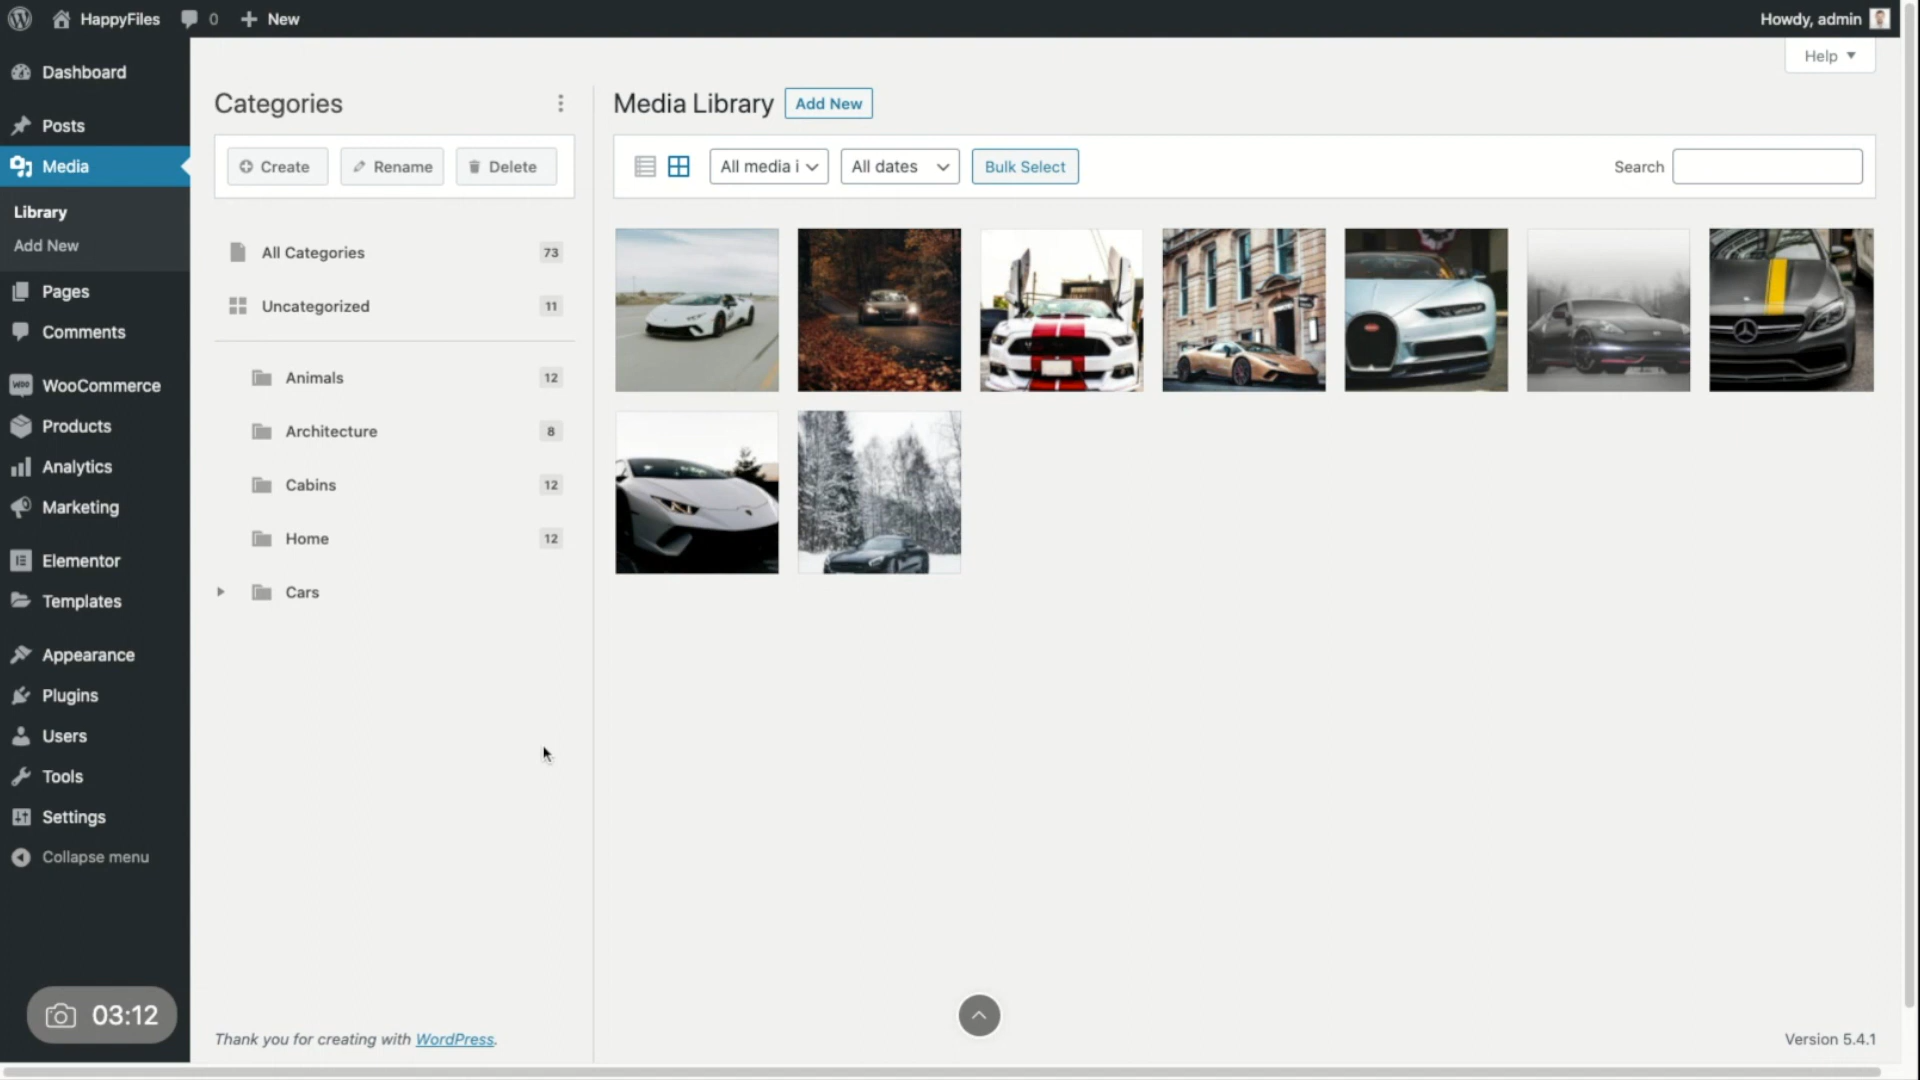 HappyFiles
0
New
Howdy, admin
Help
Dashboard
Posts
Media
Library
Add New
Pages
Comments
WooCommerce
Products
Analytics
Marketing
Elementor
Templates
Appearance
Plugins
Users
Tools
Settings
Collapse menu
03:12
Categories
Create
Rename
Delete
All Categories 73
Uncategorized 11
Animals 12
Architecture 8
Cabins 12
Home 12
Cars
Media Library
Add New
All media i
All dates
Bulk Select
Search
Thank you for creating with WordPress.
Version 5.4.1